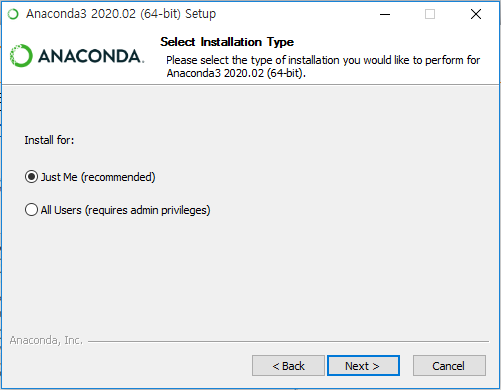 Anaconda3 2020.02 (64-bit) Setup
ANACONDA.
Select Installation Type
Please select the type of installation you would like to perform for
Anaconda3 2020.02 (64-bit).
Install for:
Just Me (recommended)
All Users (requires admin privileges)
Anaconda, Inc.
< Back
Next >
Cancel